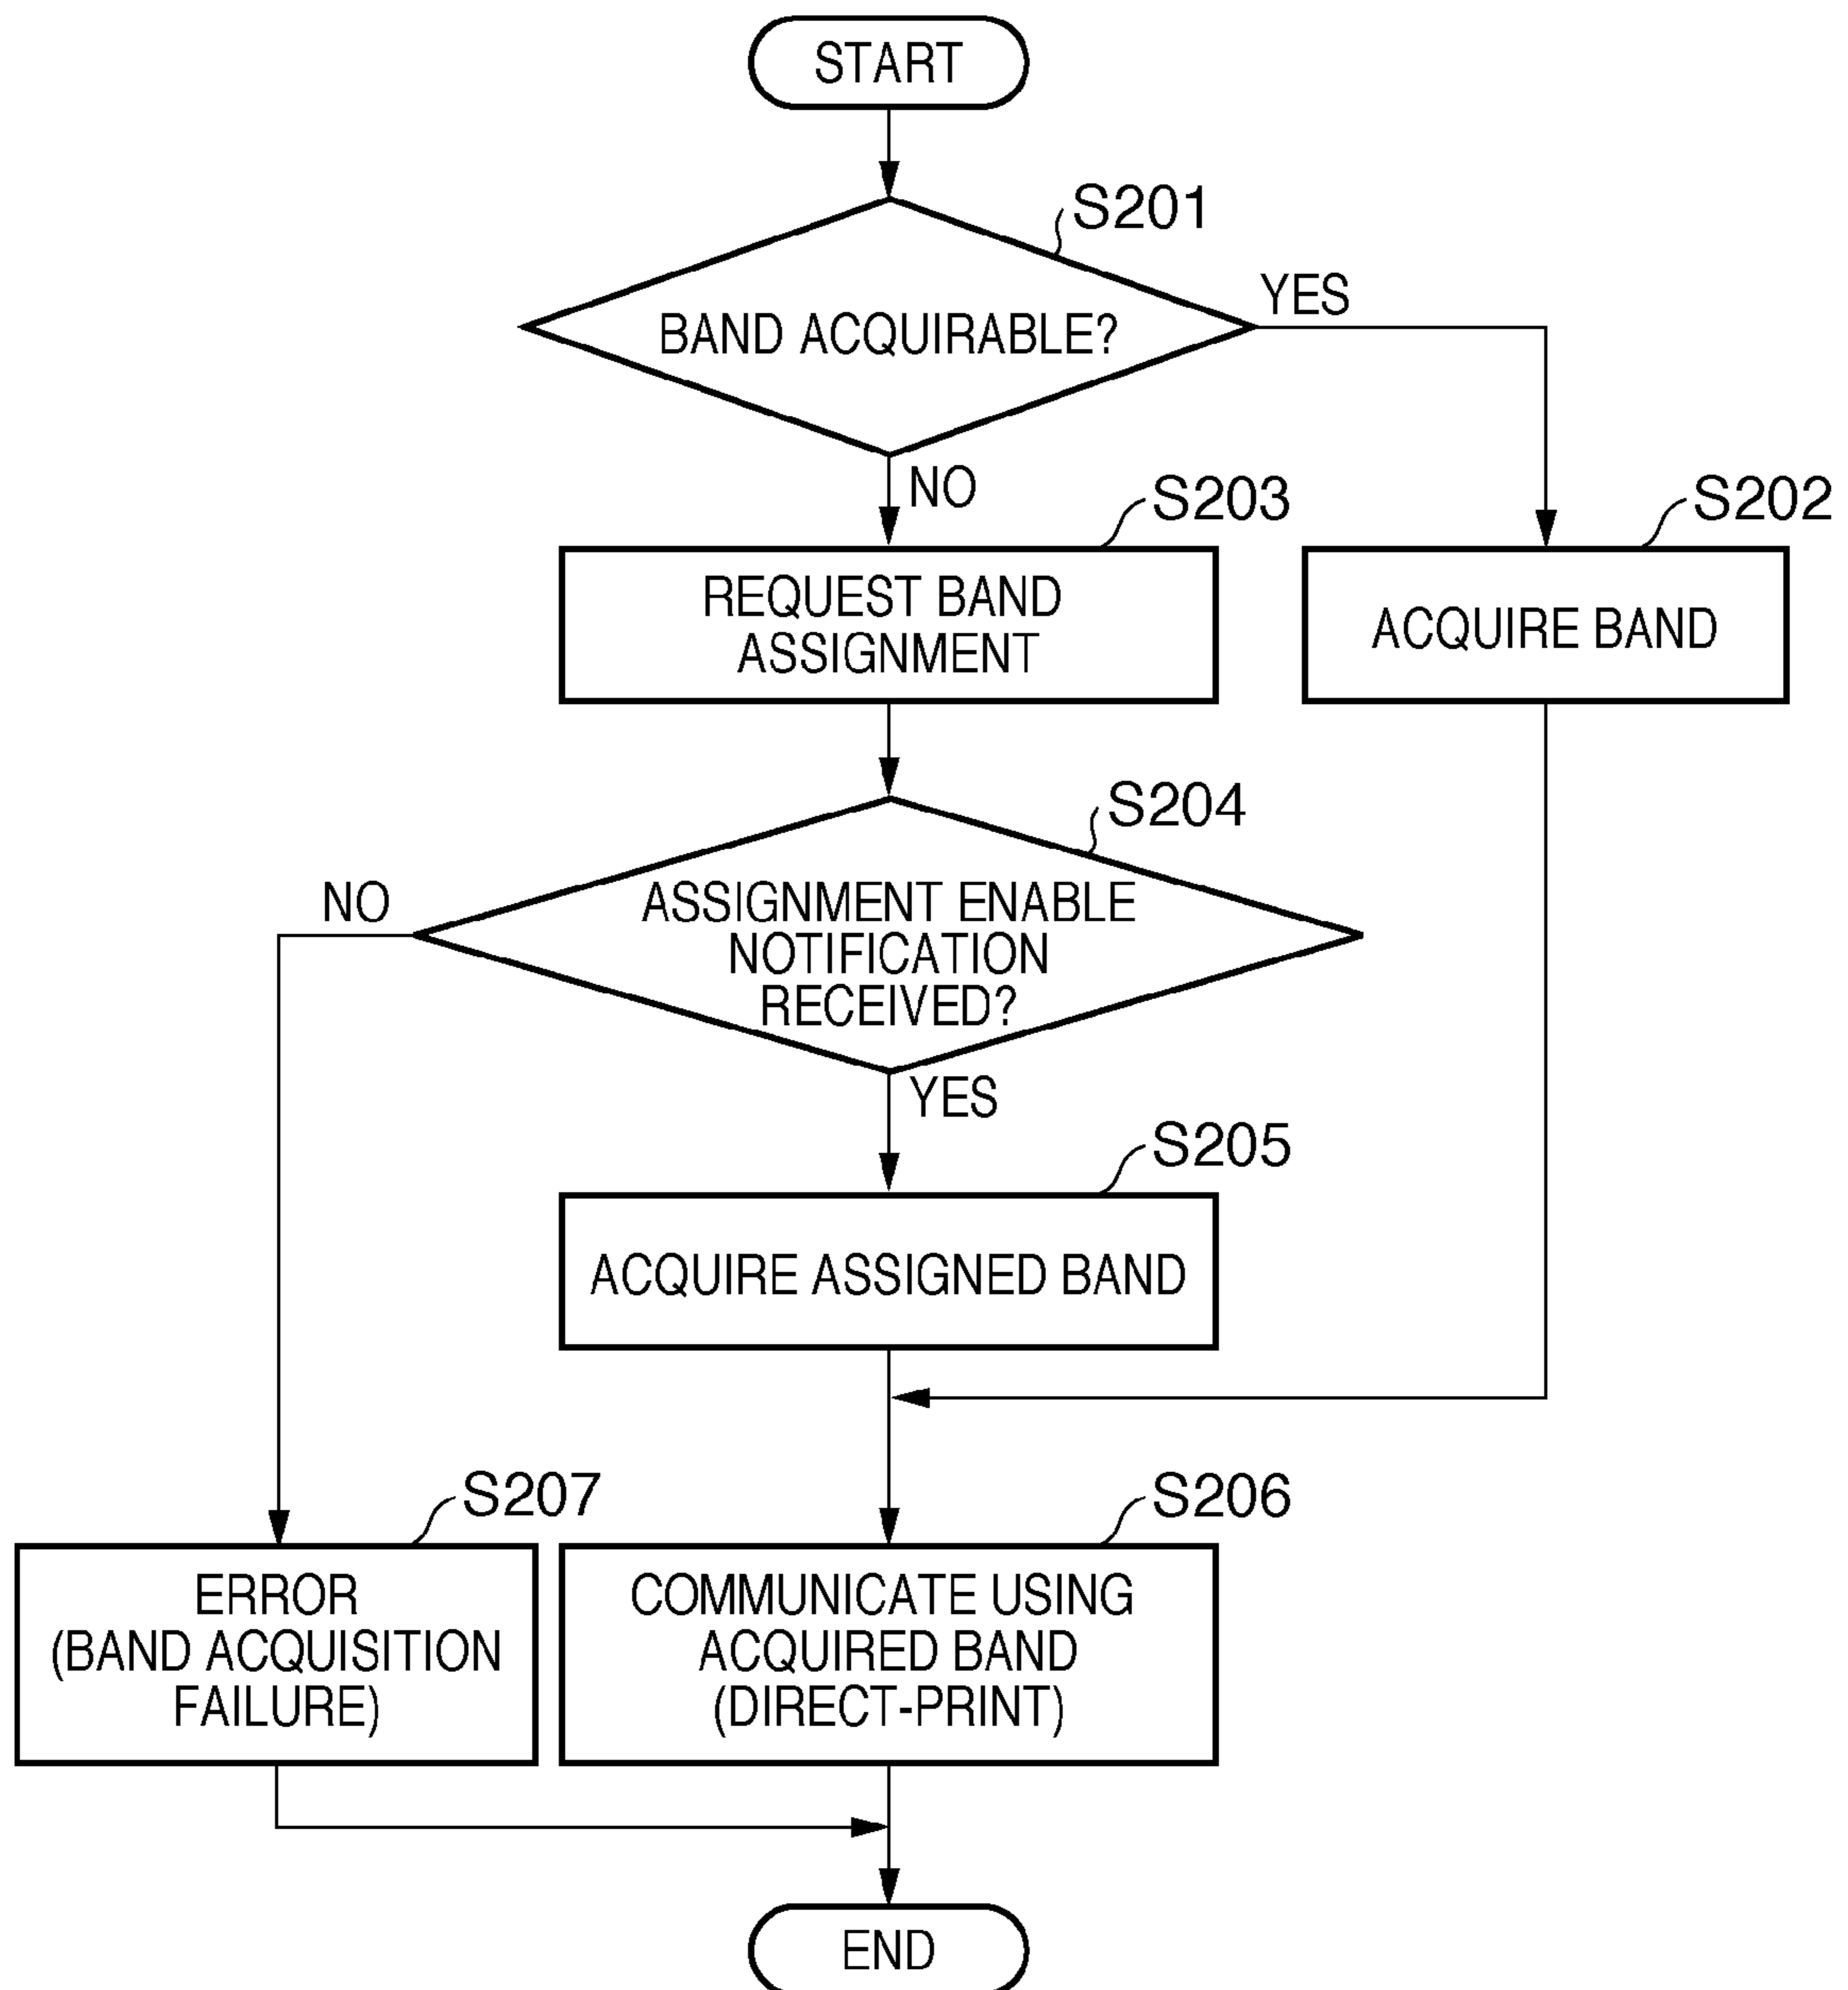 START
S201
YES
BAND ACQUIRABLE?
NO
S203
S202
REQUEST BAND
ASSIGNMENT
ACQUIRE BAND
S204
NO
ASSIGNMENT ENABLE
NOTIFICATION
RECEIVED?
YES
S205
ACQUIRE ASSIGNED BAND
S207
S206
ERROR
(BAND ACQUISITION
FAILURE)
COMMUNICATE USING
ACQUIRED BAND
(DIRECT-PRINT)
END